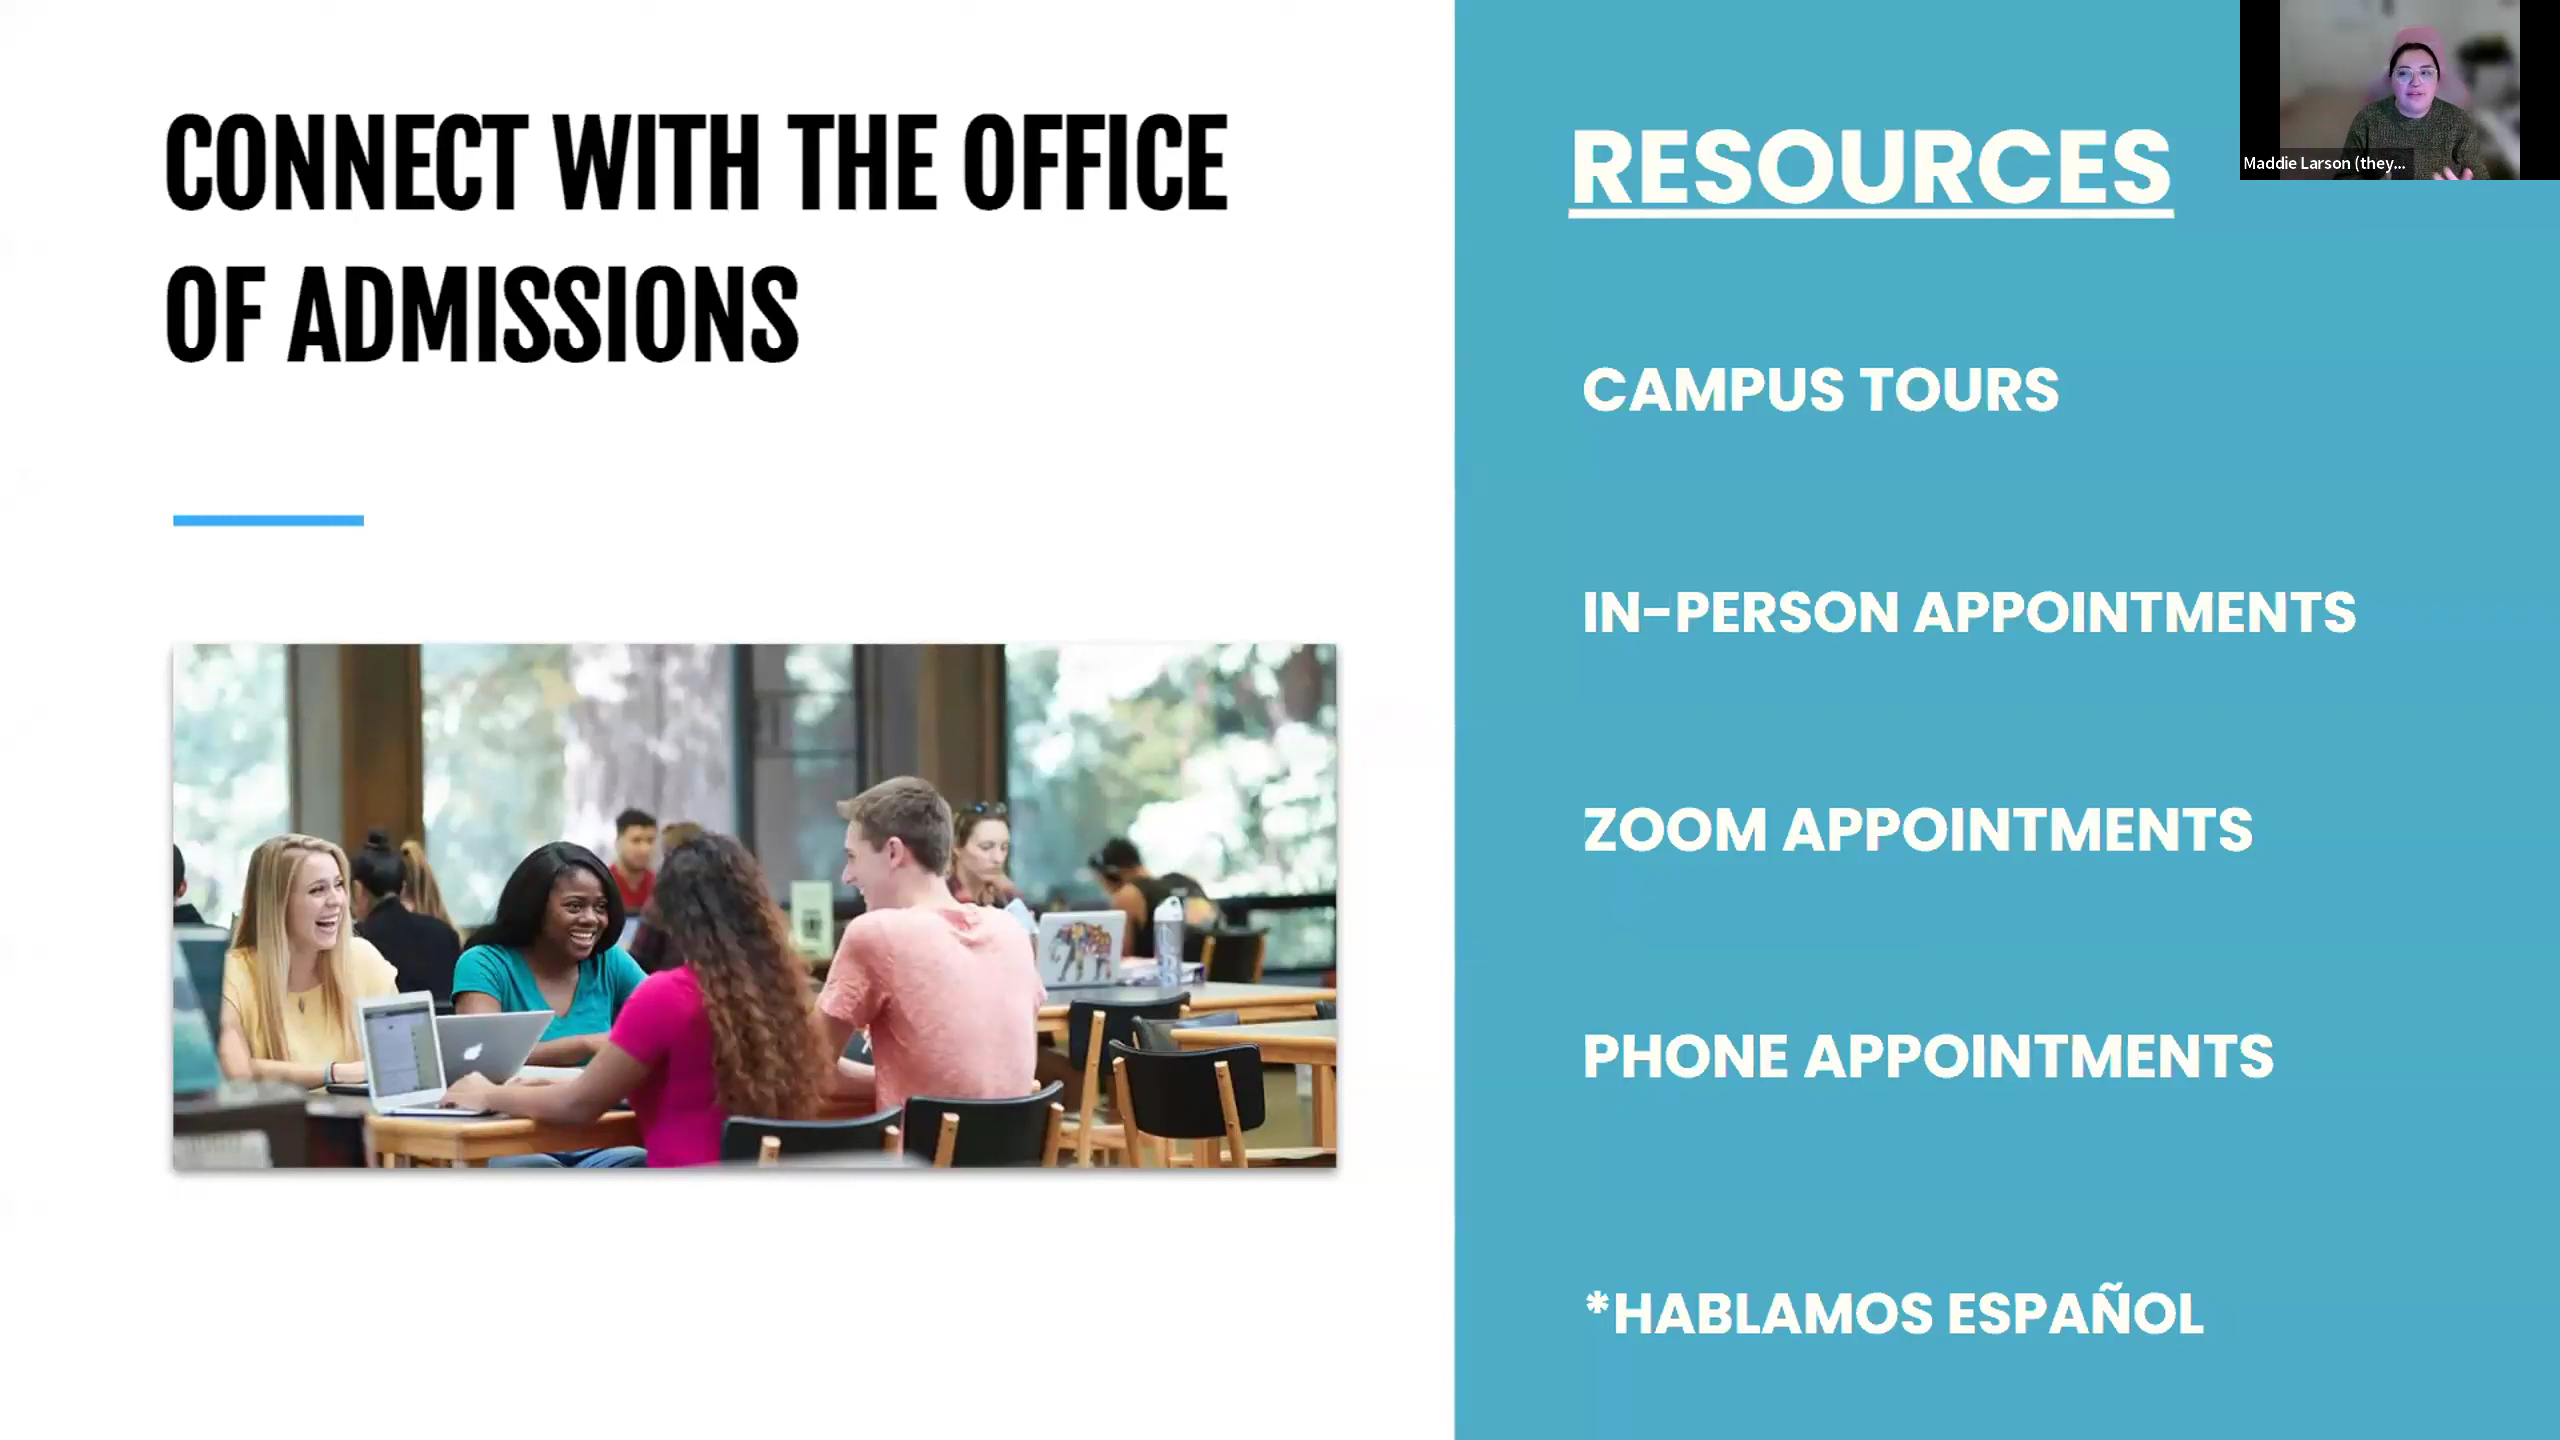 CONNECT WITH THE OFFICE
OF ADMISSIONS
RESOURCES
CAMPUS TOURS
IN-PERSON APPOINTMENTS
ZOOM APPOINTMENTS
PHONE APPOINTMENTS
*HABLAMOS ESPAÑOL
Maddie Larson (they...